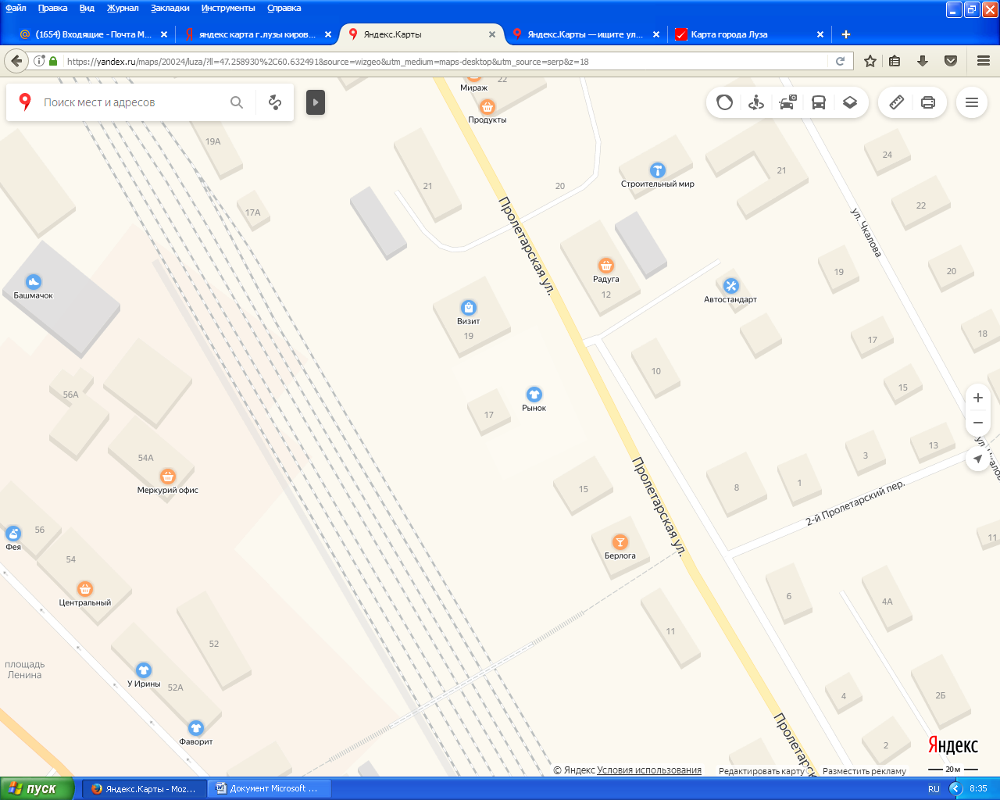 Файл Правка Вид Журнал Закладки Инструменты Справка
(1654) Входящие - Почта М...
яндекс карта г.лузы киров...
Яндекс.Карты
Яндекс.Карты — ищите ул...
Карта города Луза
https://yandex.ru/maps/20024/luza/?ll=47.258930%2C60.632491&source=wizgeo&utm_medium=maps-desktop&utm_source=serp&z=18
Поиск мест и адресов
22
Мираж
Продукты
19А
17А
21
20
Строительный мир
21
24
22
ул. Чкалова
Пролетарская ул.
Башмачок
Радуга
12
Автостандарт
19
20
Визит
19
18
17
10
15
56А
Рынок
17
54А
Меркурий офис
3
13
ул. Чкалова
15
8
1
2-й Пролетарский пер.
Пролетарская ул.
56
Фея
54
Берлога
11
Центральный
6
4А
52
11
площадь
Ленина
У Ирины
52А
4
2Б
Фаворит
2
Пролетарск
Яндекс
20 м
© Яндекс Условия использования
Редактировать карту
Разместить рекламу
пуск
Яндекс.Карты - Moz...
Документ Microsoft ...
RU
8:35